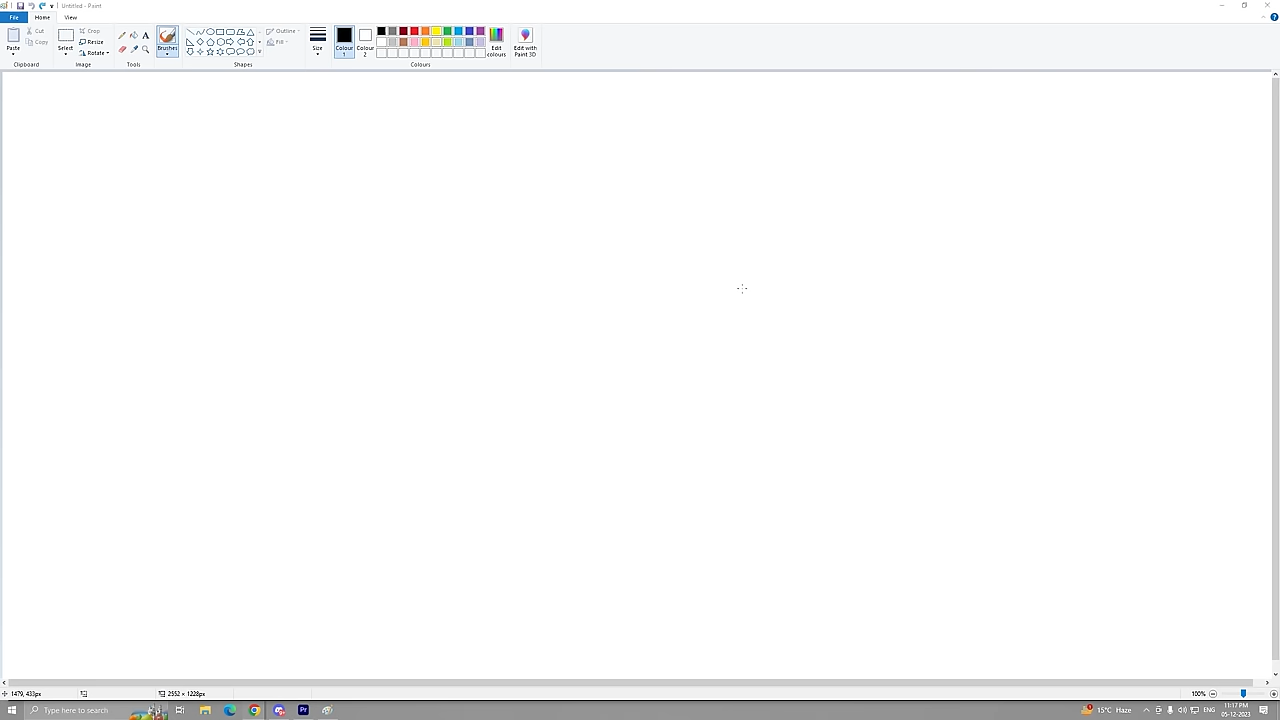 Untitled - Paint
File Home View
Paste Cut Copy Clipboard
Select Crop Resize Rotate Image
Tools
Brushes
Shapes Outline Fill
Size
Colour 1 Colour 2 Colours Edit colours
Edit with Paint 3D
1479, 433px 2552 × 1228px 100%
Type here to search Pr 15°C Haze ENG 11:17 PM 05-12-2023